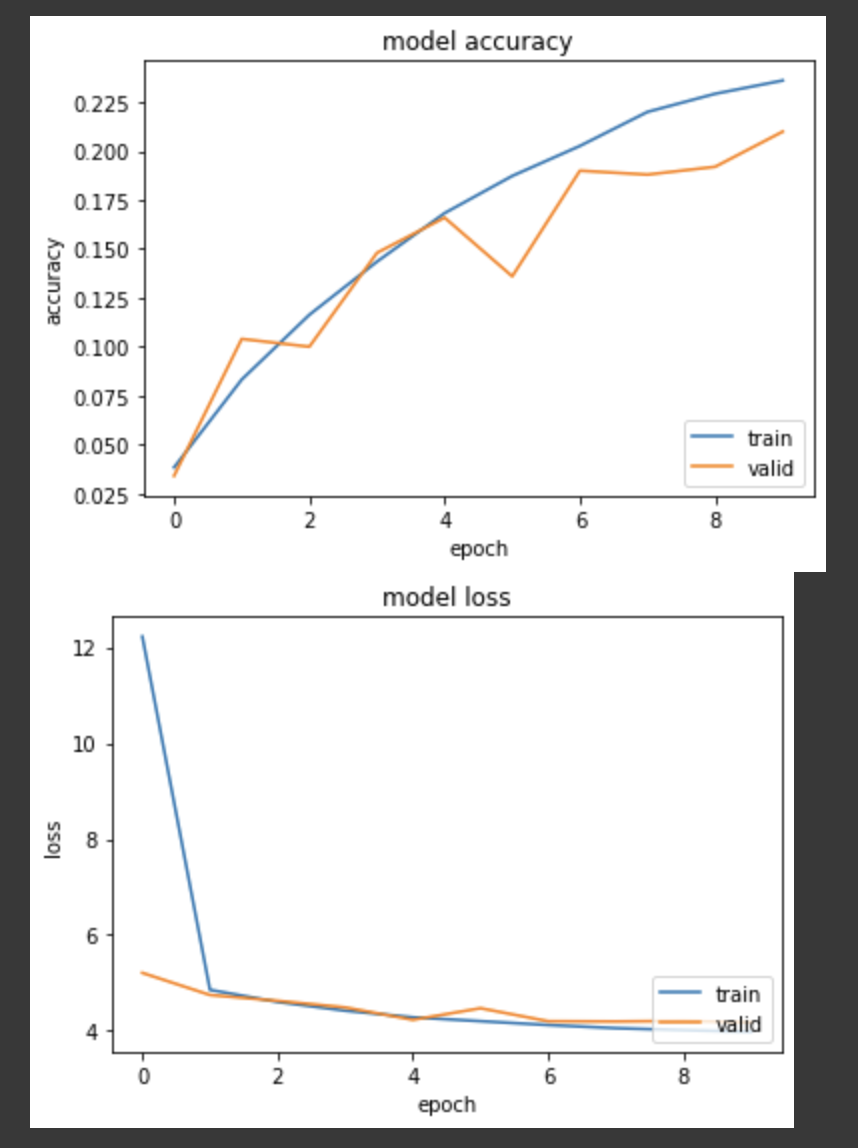 model accuracy
0.225
0.200
0.175
0.150
0.125
0.100
0.075
0.050
0.025
accuracy
train
valid
0 2 4 6 8
epoch
model loss
12
10
8
6
4
loss
train
valid
0 2 4 6 8
epoch